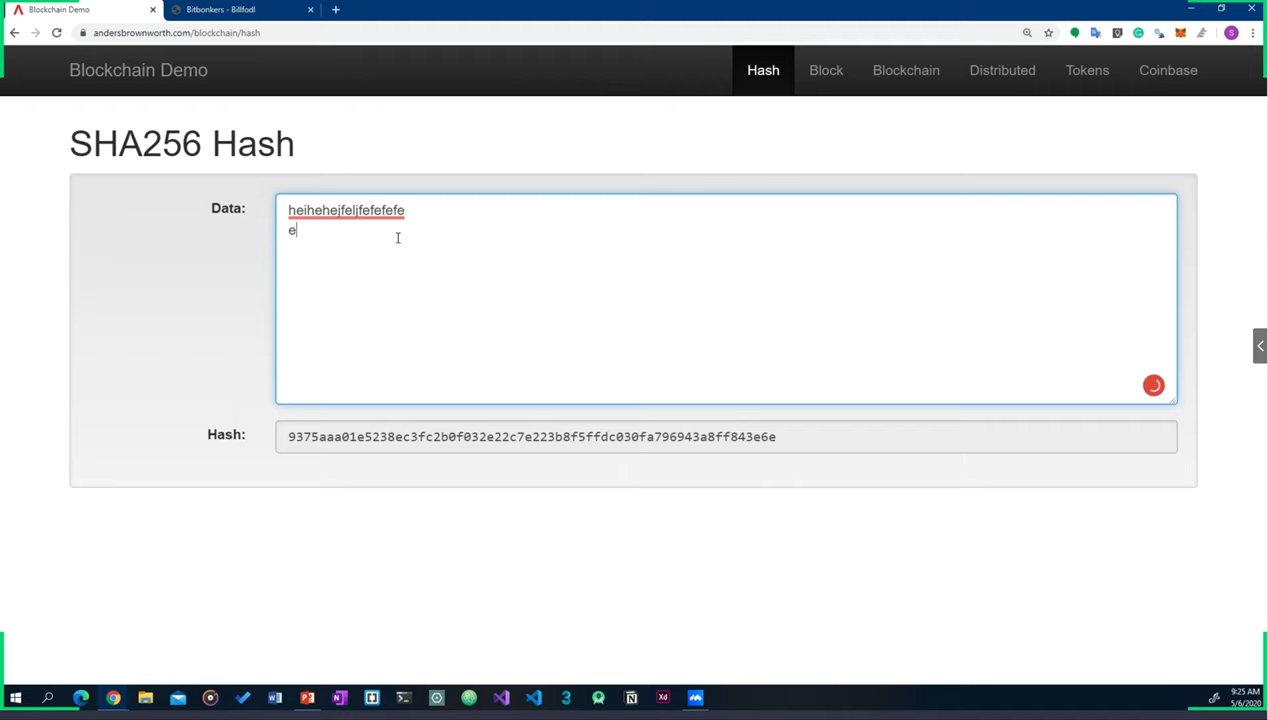 Blockchain Demo
Bitbonkers - Billfodl
andersbrownworth.com/blockchain/hash
S
Blockchain Demo
Hash
Block
Blockchain
Distributed
Tokens
Coinbase
SHA256 Hash
Data:
heihehejfeljfefefefe
e
Hash:
9375aaa01e5238ec3fc2b0f032e22c7e223b8f5ffdc030fa796943a8ff843e6e
9:25 AM
5/6/2020